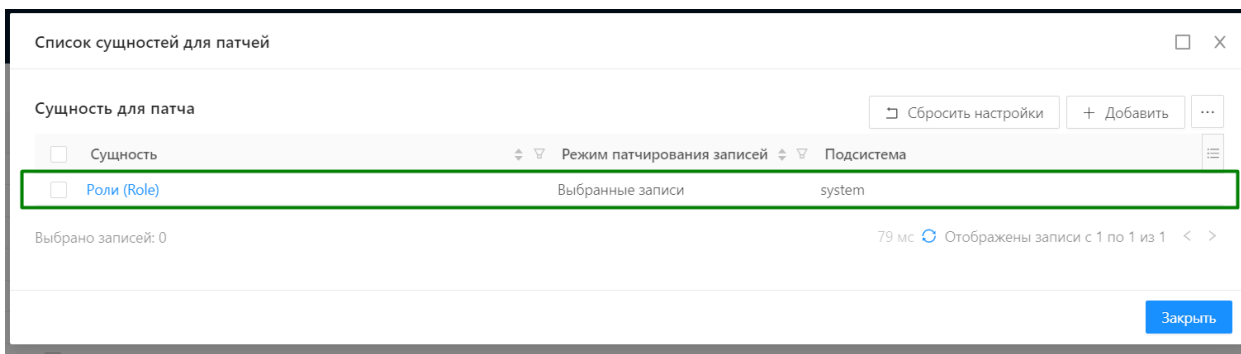 Список сущностей для патчей
Сущность для патча
Сбросить настройки
Добавить
Сущность Режим патчирования записей Подсистема
Роли (Role) Выбранные записи system
Выбрано записей: 0
79 мс Отображены записи с 1 по 1 из 1
Закрыть